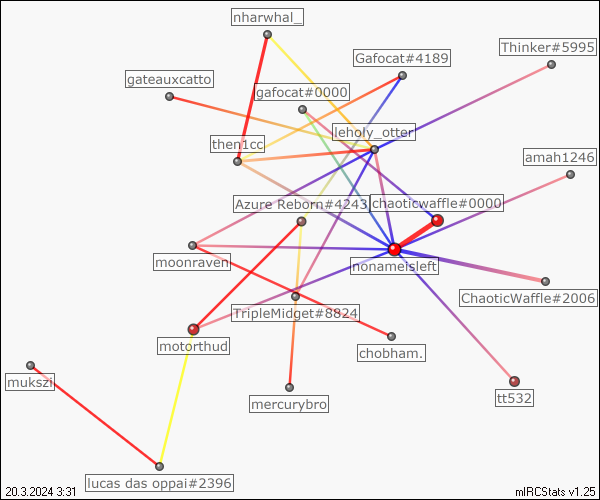 nharwhal_
Thinker#5995
Gafocat#4189
gateauxcatto
gafocat#0000
leholy_otter
then1cc
amah1246
Azure Reborn#4243
chaoticwaffle#0000
moonraven
nonameisleft
ChaoticWaffle#2006
TripleMidget#8824
motorthud
chobham.
mukszi
tt532
mercurybro
lucas das oppai#2396
20.3.2024 3:31
mIRCStats v1.25